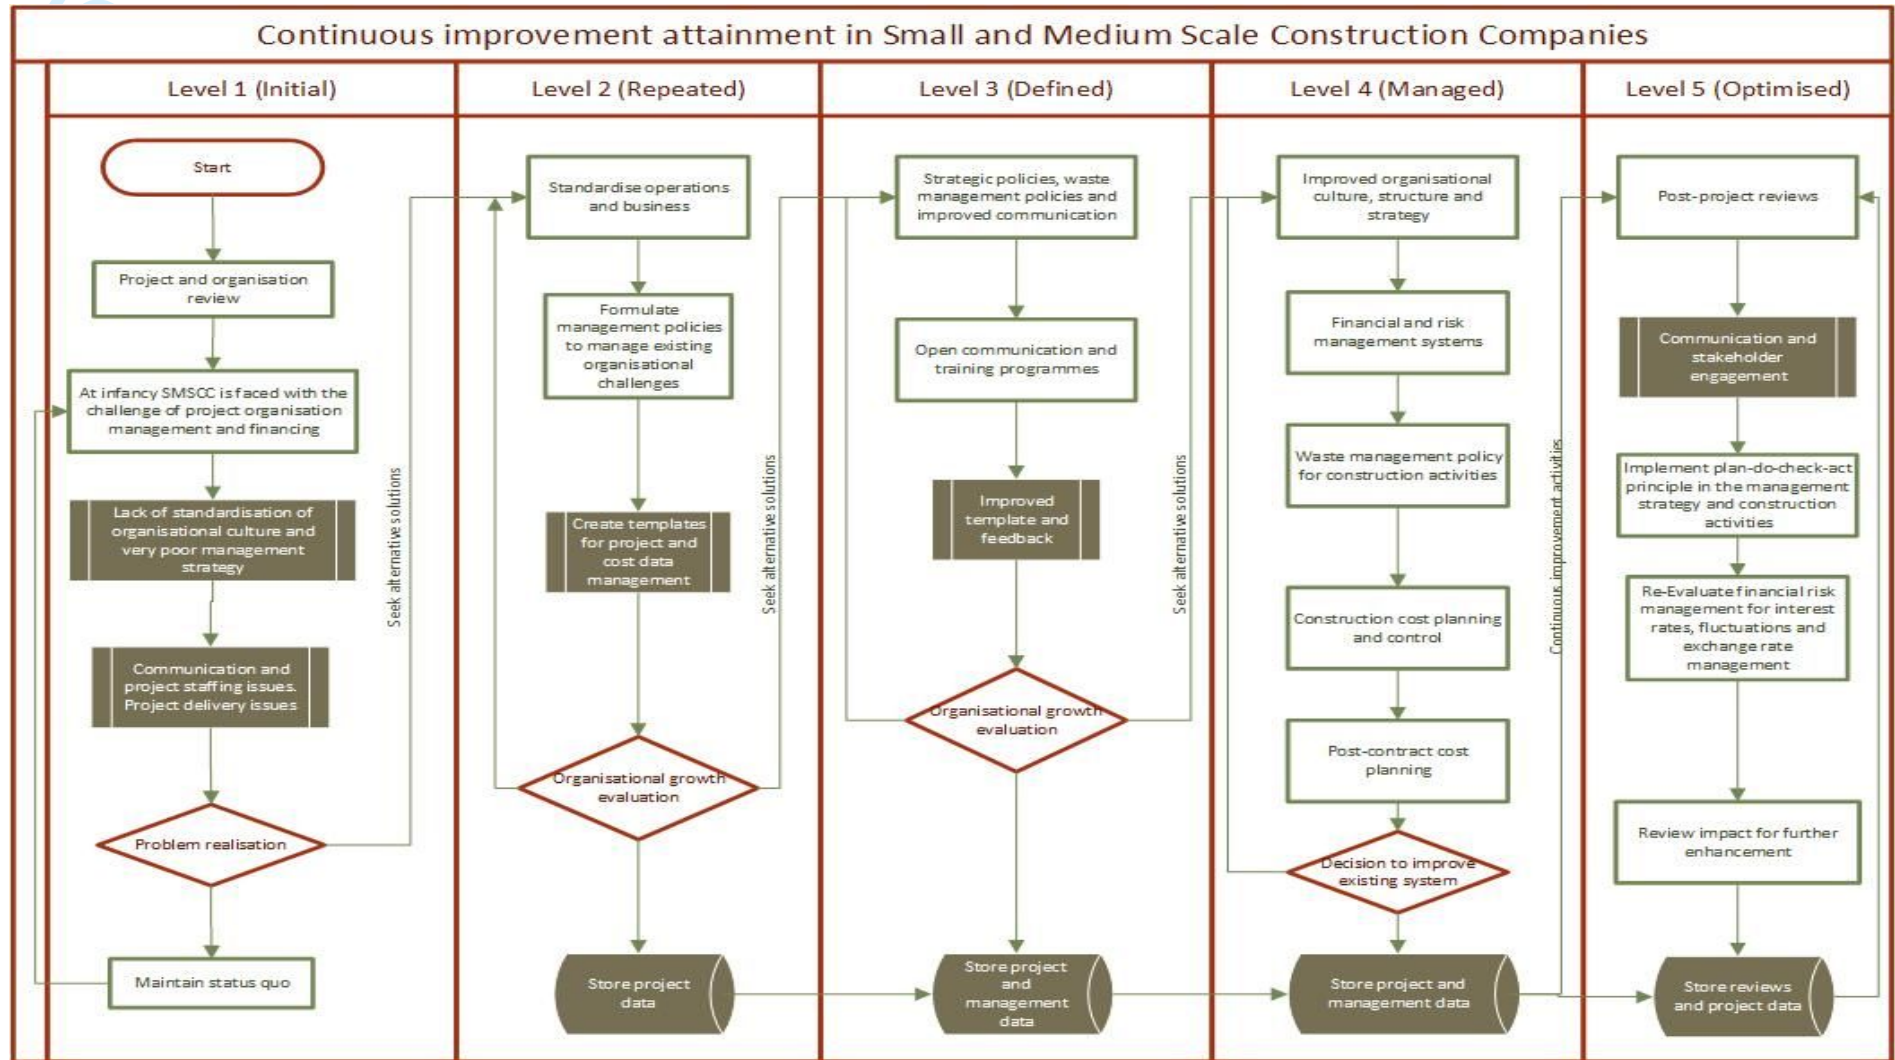 Continuous improvement attainment in Small and Medium Scale Construction Companies
Level 1 (Initial)
Level 2 (Repeated)
Level 3 (Defined)
Level 4 (Managed)
Level 5 (Optimised)
Start
Project and organisation
review
At infancy SMSCC is faced with the
challenge of project organisation
management and financing
Lack of standardisation of
organisational culture and
very poor management
strategy
Communication and
project staffing issues.
Project delivery issues
Problem realisation
Maintain status quo
Seek alternative solutions
Standardise operations
and business
Formulate
management policies
to manage existing
organisational
challenges
Create templates
for project and
cost data
management
Organisational growth
evaluation
Store project
data
Seek alternative solutions
Strategic policies, waste
management policies and
improved communication
Open communication and
training programmes
Improved
template and
feedback
Organisational growth
evaluation
Store project
and
management
data
Seek alternative solutions
Improved organisational
culture, structure and
strategy
Financial and risk
management systems
Waste management policy
for construction activities
Construction cost planning
and control
Post-contract cost
planning
Decision to improve
existing system
Store project and
management data
Continuous improvement activities
Post-project reviews
Communication and
stakeholder
engagement
Implement plan-do-check-act
principle in the management
strategy and construction
activities
Re-Evaluate financial risk
management for interest
rates, fluctuations and
exchange rate
management
Review impact for further
enhancement
Store reviews
and project data